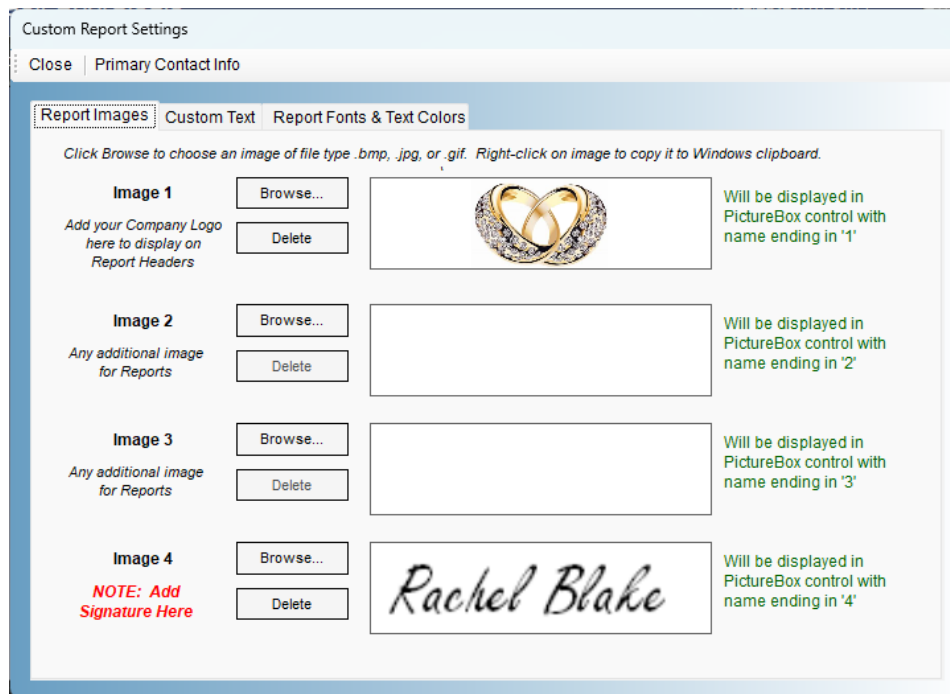 Custom Report Settings
Close | Primary Contact Info
Report Images Custom Text Report Fonts & Text Colors
Click Browse to choose an image of file type .bmp, .jpg, or .gif. Right-click on image to copy it to Windows clipboard.
Image 1
Browse...
Add your Company Logo
here to display on
Report Headers
Delete
Will be displayed in
PictureBox control with
name ending in '1'
Image 2
Browse...
Any additional image
for Reports
Delete
Will be displayed in
PictureBox control with
name ending in '2'
Image 3
Browse...
Any additional image
for Reports
Delete
Will be displayed in
PictureBox control with
name ending in '3'
Image 4
Browse...
NOTE: Add
Signature Here
Delete
Rachel Blake
Will be displayed in
PictureBox control with
name ending in '4'